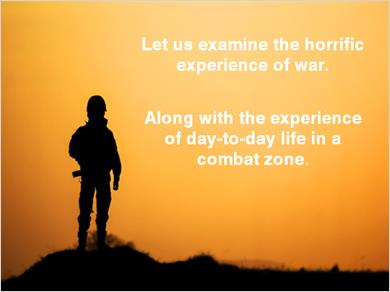 Let us examine the horrific
experience of war.
Along with the experience
of day-to-day life in a
combat zone.